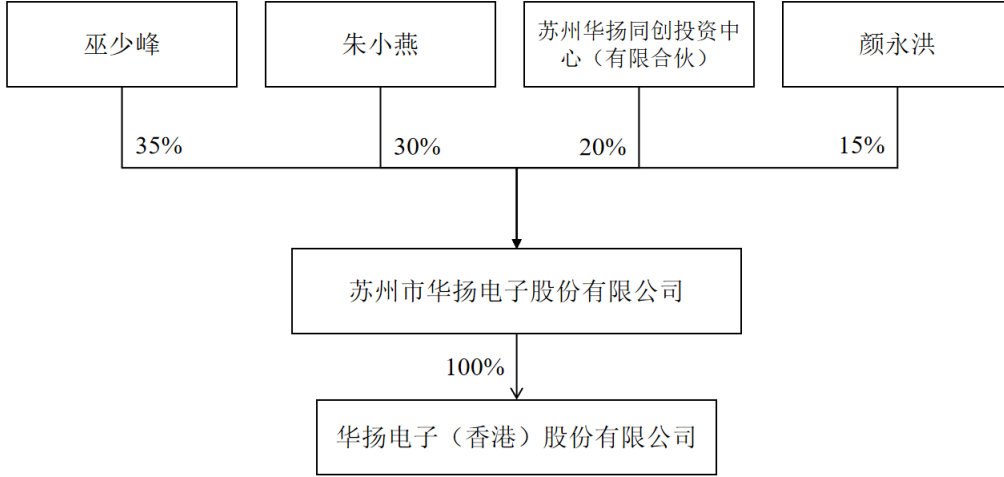 巫少峰
朱小燕
苏州华扬同创投资中
心（有限合伙）
颜永洪
35%
30%
20%
15%
苏州市华扬电子股份有限公司
100%
华扬电子（香港）股份有限公司